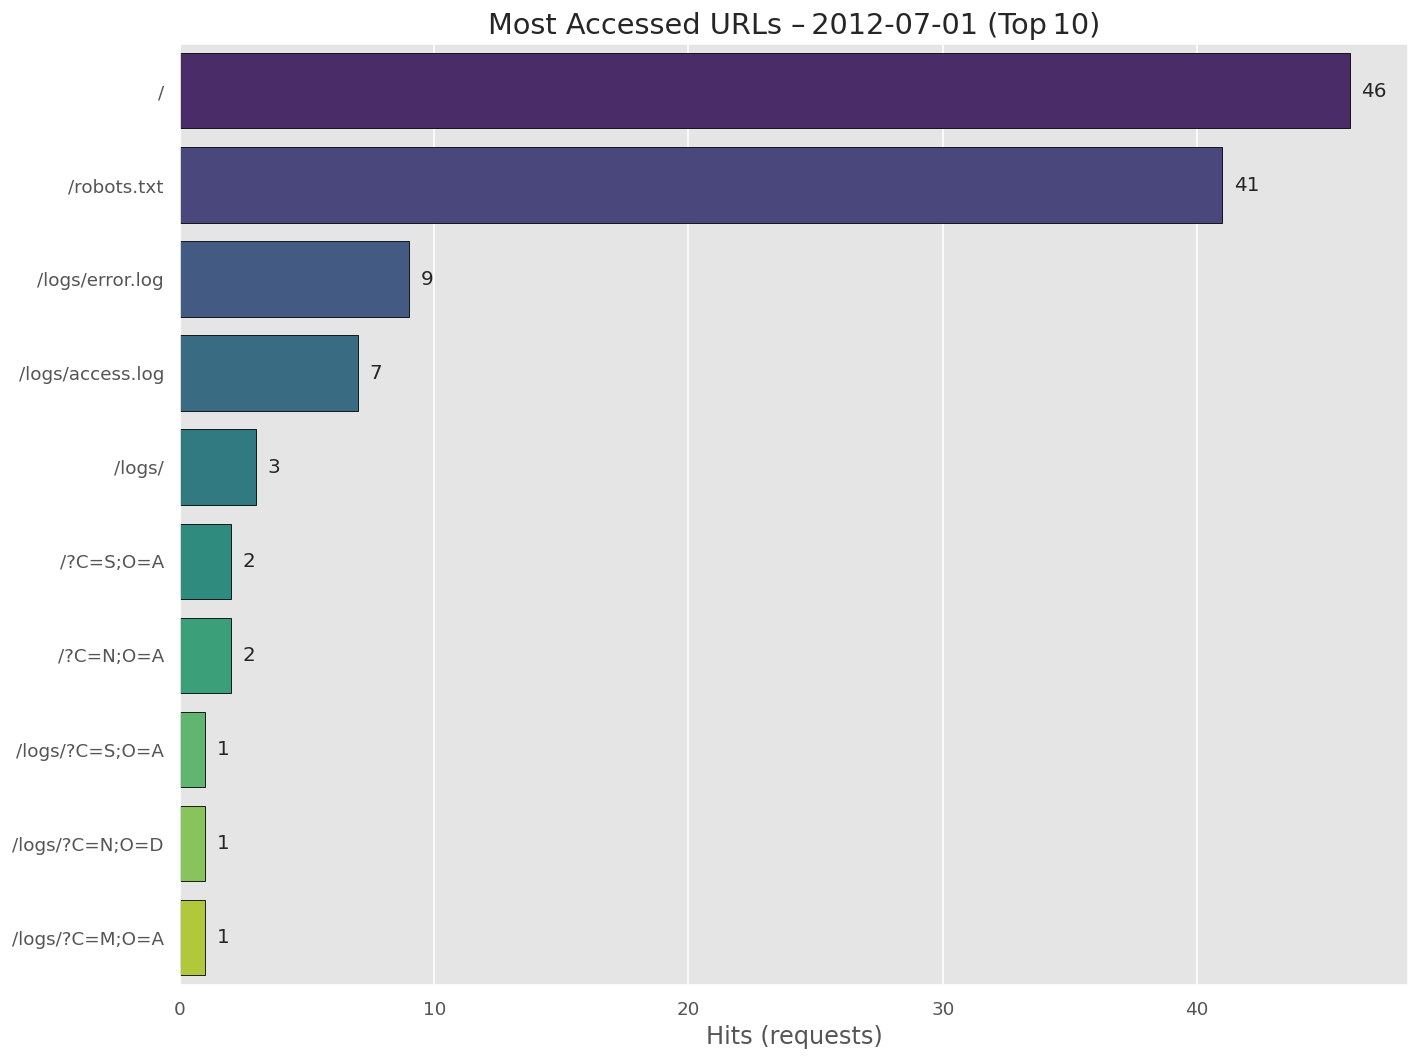 Most Accessed URLs – 2012-07-01 (Top 10)
/ 46
/robots.txt 41
/logs/error.log 9
/logs/access.log 7
/logs/ 3
/?C=S;O=A 2
/?C=N;O=A 2
/logs/?C=S;O=A 1
/logs/?C=N;O=D 1
/logs/?C=M;O=A 1
0 10 20 30 40
Hits (requests)